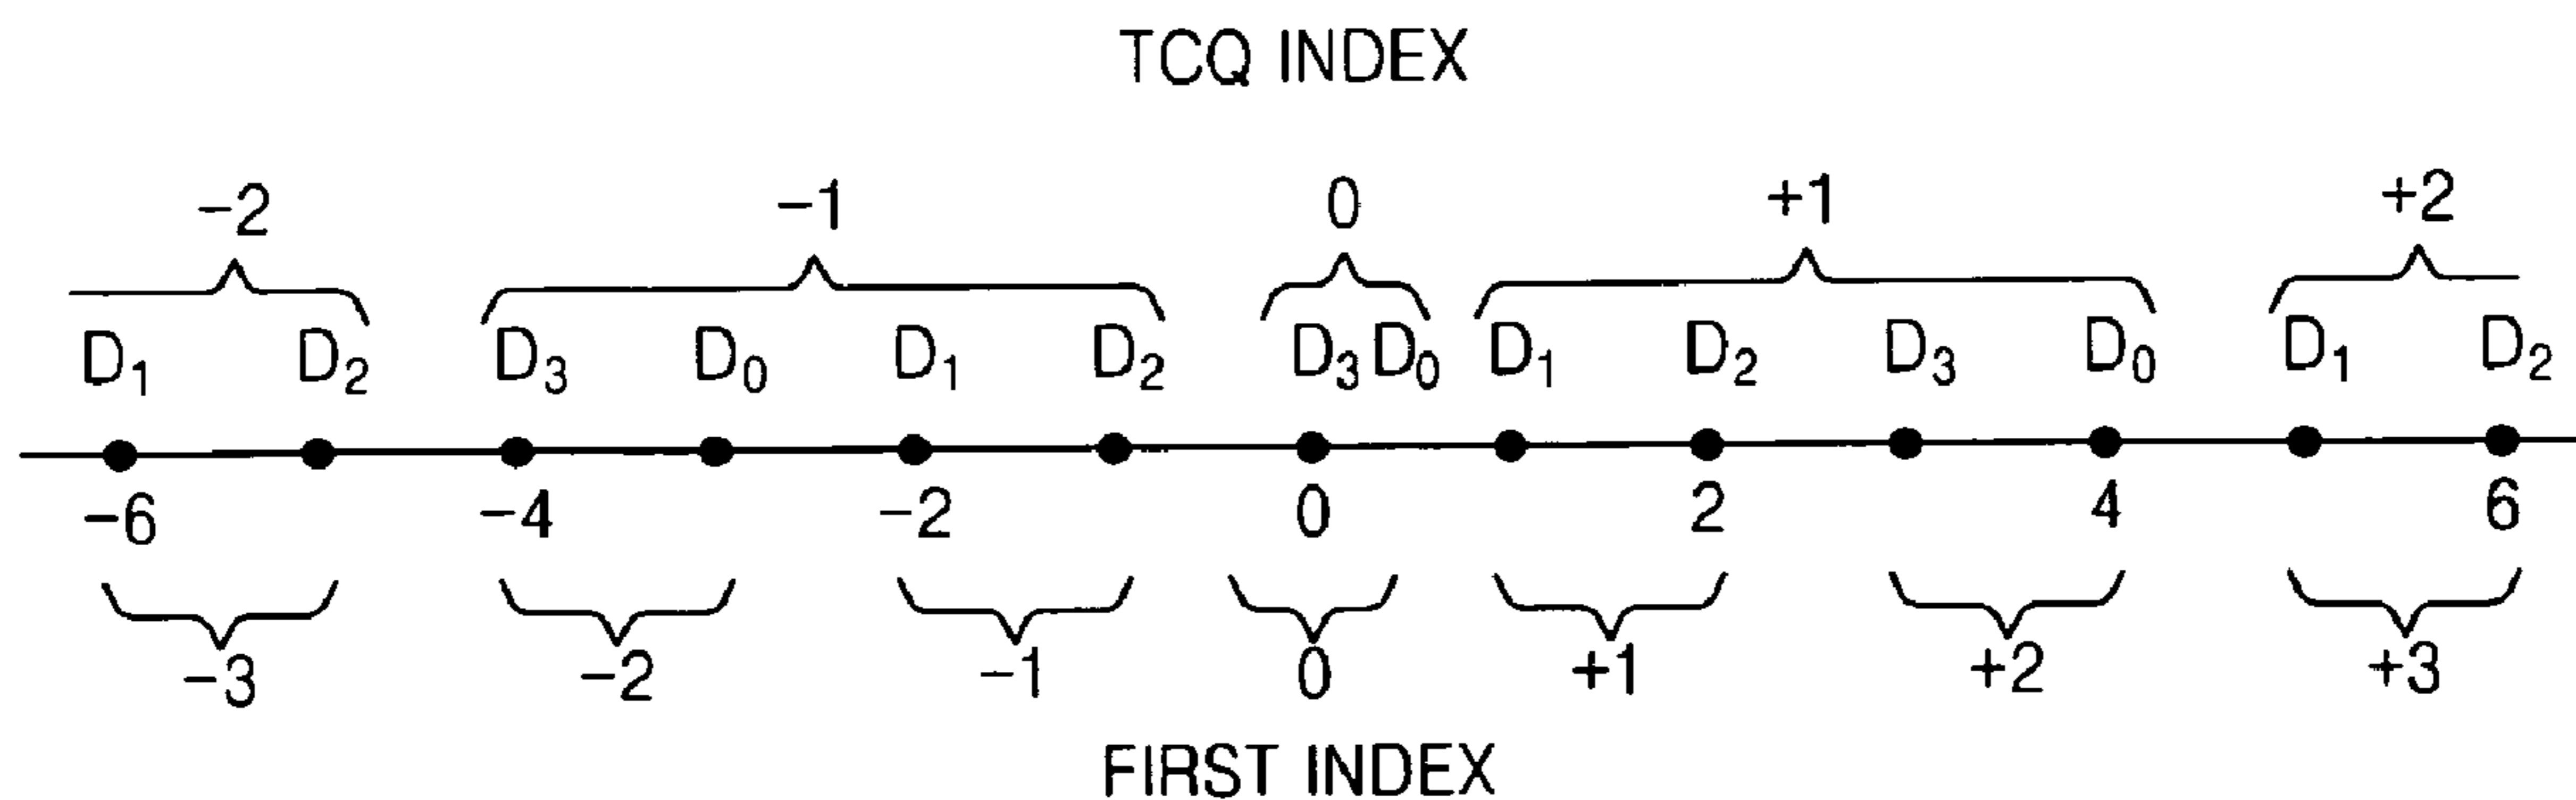 TCQ INDEX
−2 −1 0 +1 +2
D₁ D₂ D₃ D₀ D₁ D₂ D₃ D₀ D₁ D₂ D₃ D₀ D₁ D₂
−6 −4 −2 0 2 4 6
−3 −2 −1 0 +1 +2 +3
FIRST INDEX